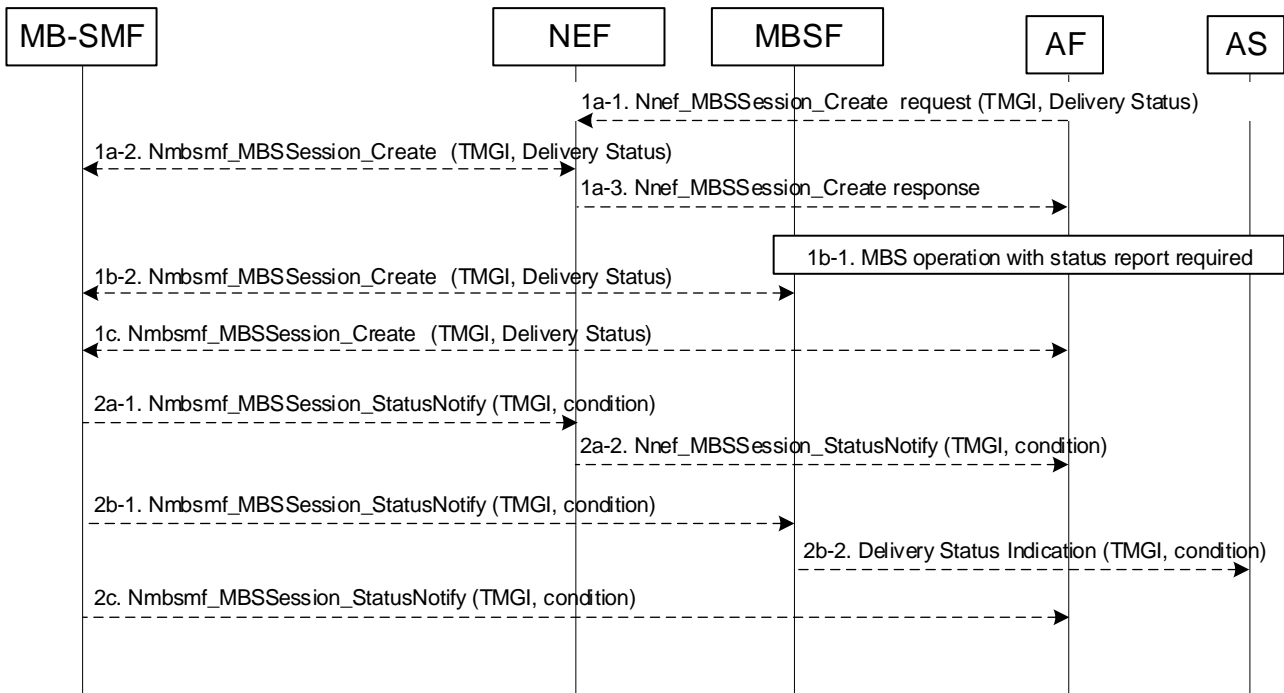 MB-SMF
NEF
MBSF
AF
AS
1a-1. Nnef_MBSSession_Create request (TMGI, Delivery Status)
1a-2. Nmbsmf_MBSSession_Create (TMGI, Delivery Status)
1a-3. Nnef_MBSSession_Create response
1b-1. MBS operation with status report required
1b-2. Nmbsmf_MBSSession_Create (TMGI, Delivery Status)
1c. Nmbsmf_MBSSession_Create (TMGI, Delivery Status)
2a-1. Nmbsmf_MBSSession_StatusNotify (TMGI, condition)
2a-2. Nnef_MBSSession_StatusNotify (TMGI, condition)
2b-1. Nmbsmf_MBSSession_StatusNotify (TMGI, condition)
2b-2. Delivery Status Indication (TMGI, condition)
2c. Nmbsmf_MBSSession_StatusNotify (TMGI, condition)